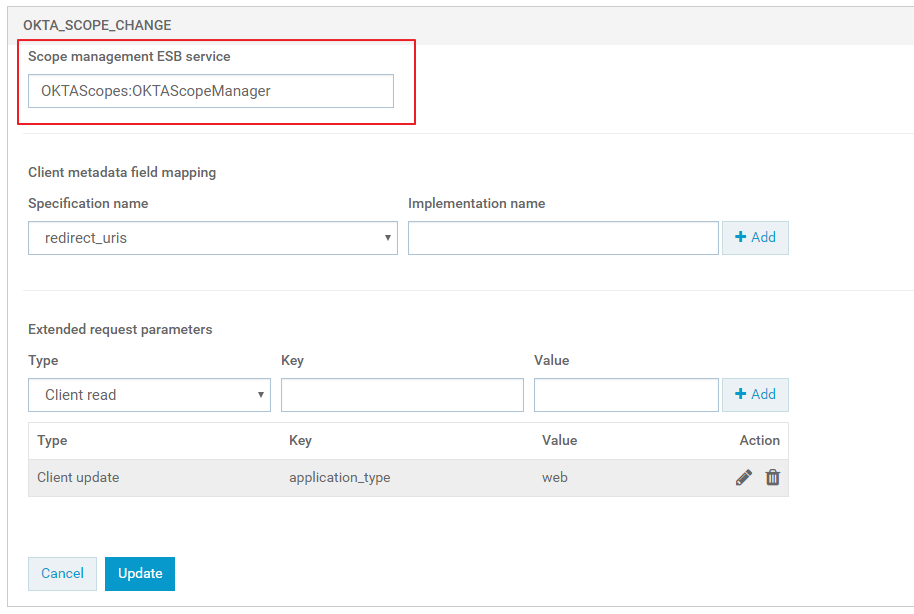 OKTA_SCOPE_CHANGE
Scope management ESB service
OKTAScopes:OKTAScopeManager
Client metadata field mapping
Specification name Implementation name
redirect_uris + Add
Extended request parameters
Type Key Value
Client read + Add
Type Key Value Action
Client update application_type web
Cancel Update